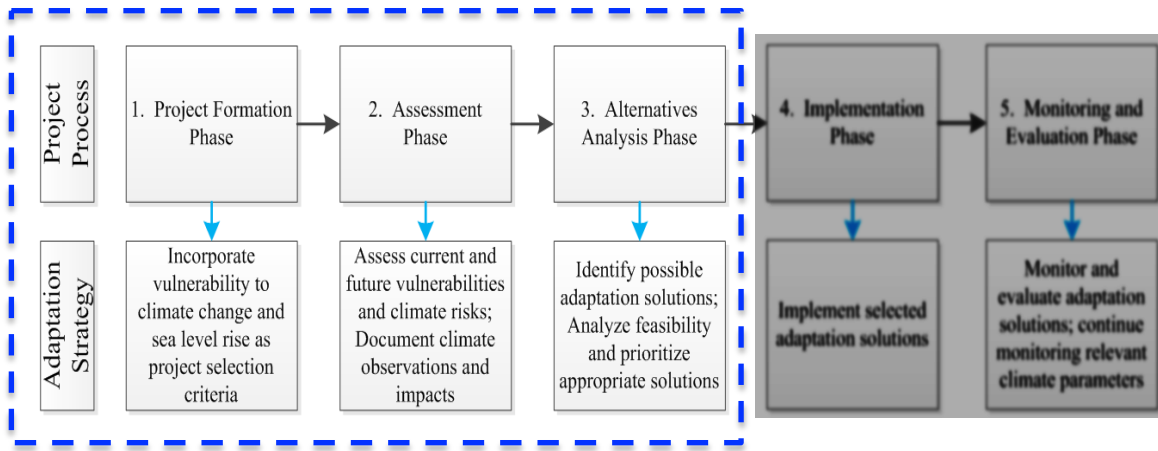 Project
Process
1. Project Formation
Phase
2. Assessment
Phase
3. Alternatives
Analysis Phase
4. Implementation
Phase
5. Monitoring and
Evaluation Phase
Adaptation
Strategy
Incorporate
vulnerability to
climate change and
sea level rise as
project selection
criteria
Assess current and
future vulnerabilities
and climate risks;
Document climate
observations and
impacts
Identify possible
adaptation solutions;
Analyze feasibility
and prioritize
appropriate solutions
Implement selected
adaptation solutions
Monitor and
evaluate adaptation
solutions; continue
monitoring relevant
climate parameters